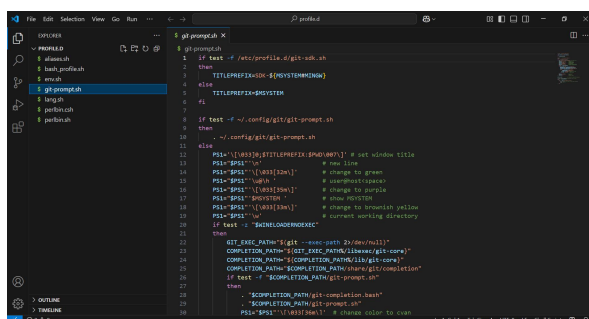 File Edit Selection View Go Run ...
profile.d
EXPLORER
PROFILE.D
aliases.sh
bash_profile.sh
env.sh
git-prompt.sh
lang.sh
perlbin.csh
perlbin.sh
OUTLINE
TIMELINE
git-prompt.sh
git-prompt.sh
1 if test -f /etc/profile.d/git-sdk.sh
2 then
3 TITLEPREFIX=SDK-${MSYSTEM#MINGW}
4 else
5 TITLEPREFIX=$MSYSTEM
6 fi
7
8 if test -f ~/.config/git/git-prompt.sh
9 then
10 . ~/.config/git/git-prompt.sh
11 else
12 PS1='\[\033]0;$TITLEPREFIX:$PWD\007\]' # set window title
13 PS1="$PS1"'\n' # new line
14 PS1="$PS1"'\[\033[32m\]' # change to green
15 PS1="$PS1"'\u@\h ' # user@host<space>
16 PS1="$PS1"'\[\033[35m\]' # change to purple
17 PS1="$PS1"'$MSYSTEM ' # show MSYSTEM
18 PS1="$PS1"'\[\033[33m\]' # change to brownish yellow
19 PS1="$PS1"'\w' # current working directory
20 if test -z "$WINELOADERNOEXEC"
21 then
22 GIT_EXEC_PATH="$(git --exec-path 2>/dev/null)"
23 COMPLETION_PATH="${GIT_EXEC_PATH%/libexec/git-core}"
24 COMPLETION_PATH="${COMPLETION_PATH%/lib/git-core}"
25 COMPLETION_PATH="$COMPLETION_PATH/share/git/completion"
26 if test -f "$COMPLETION_PATH/git-prompt.sh"
27 then
28 . "$COMPLETION_PATH/git-completion.bash"
29 . "$COMPLETION_PATH/git-prompt.sh"
30 PS1="$PS1"'\[\033[36m\]' # change color to cyan